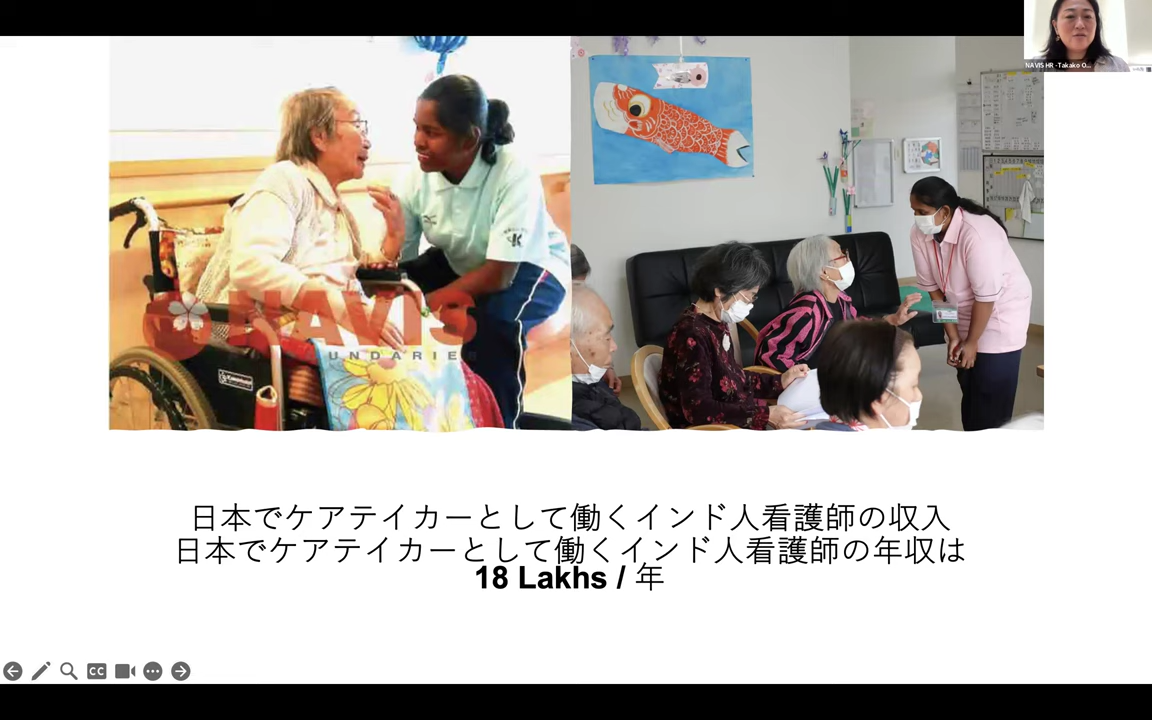 NAVIS HR -Takako O...
NAVIS
UNDARIE
日本でケアテイカーとして働くインド人看護師の収入
日本でケアテイカーとして働くインド人看護師の年収は
18 Lakhs / 年
CC